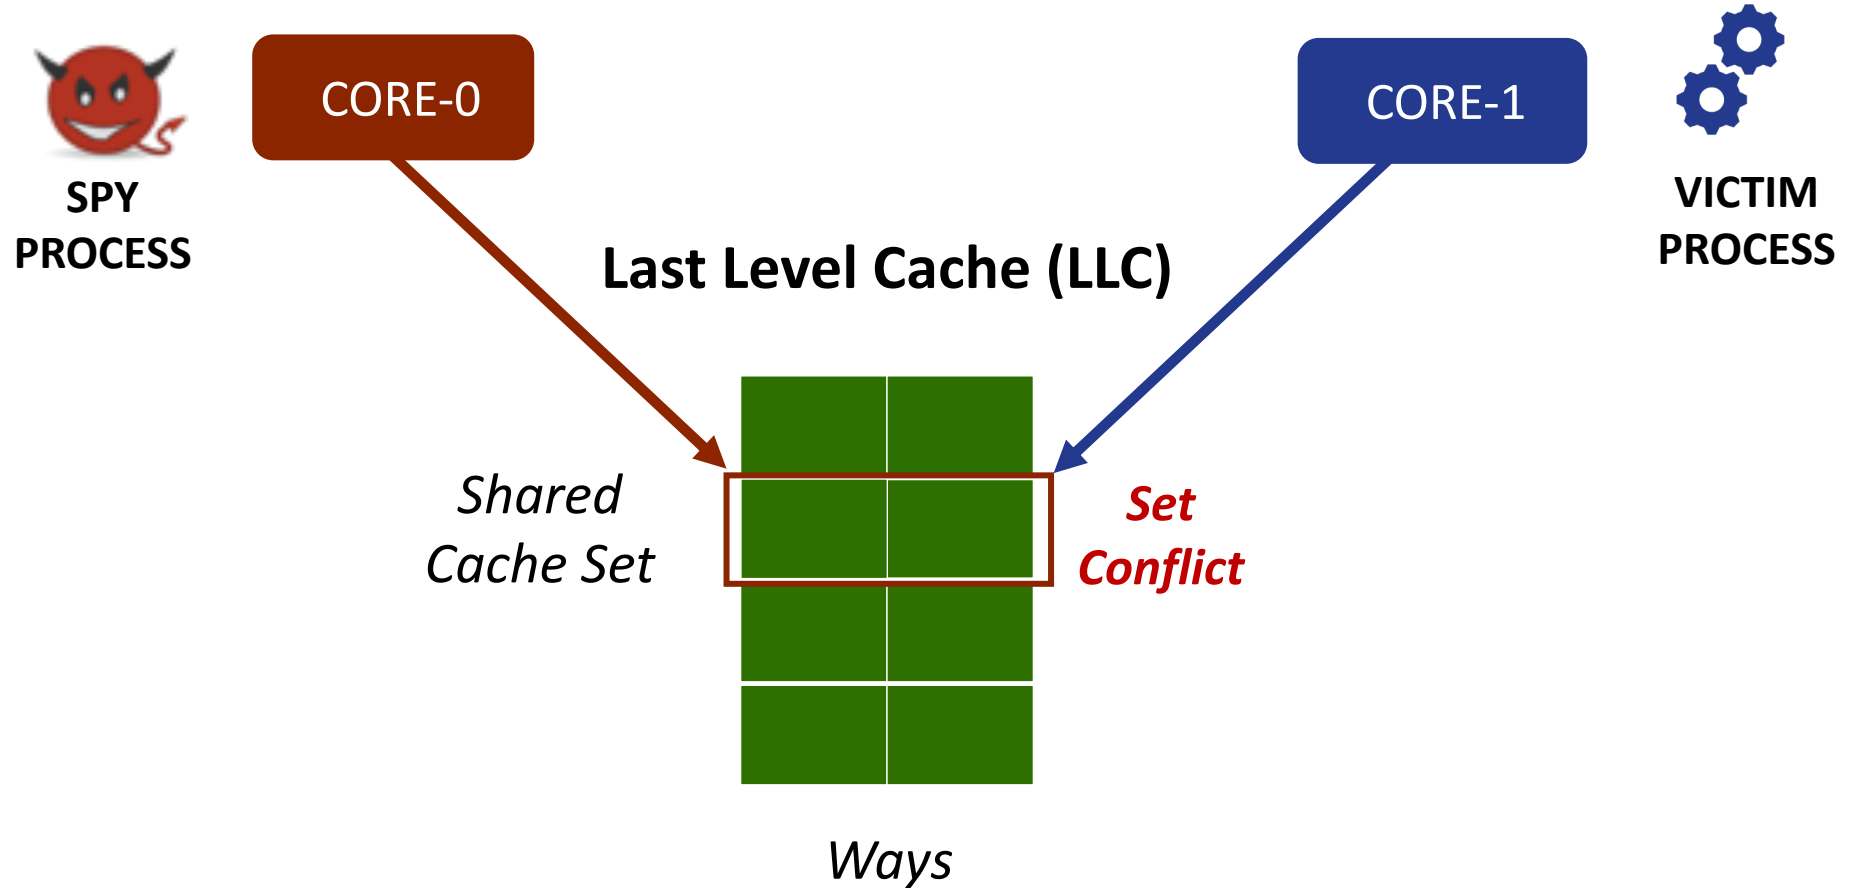 CORE-0
CORE-1
SPY
PROCESS
VICTIM
PROCESS
Last Level Cache (LLC)
Shared
Cache Set
Set
Conflict
Ways